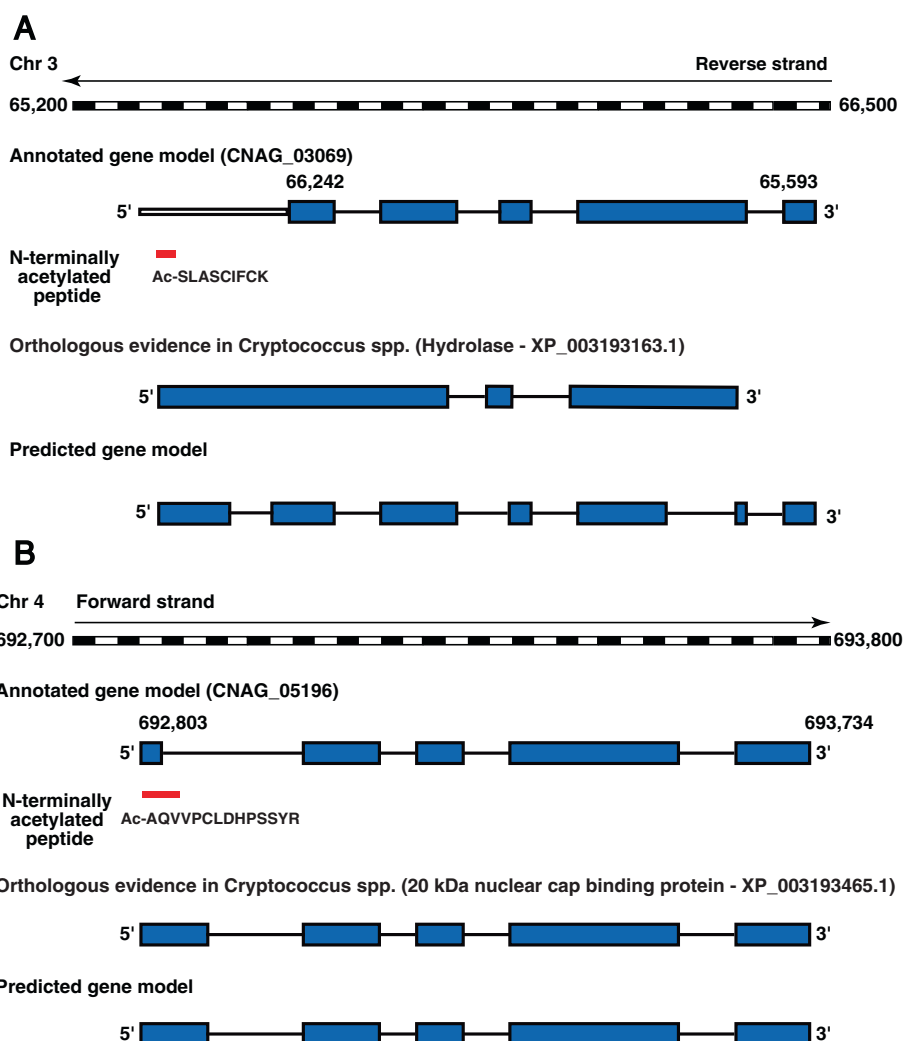 A
Chr 3 Reverse strand
65,200 66,500
Annotated gene model (CNAG_03069)
66,242 65,593
5' 3'
N-terminally
acetylated
peptide
Ac-SLASCIFCK
Orthologous evidence in Cryptococcus spp. (Hydrolase - XP_003193163.1)
5' 3'
Predicted gene model
5' 3'
B
Chr 4 Forward strand
692,700 693,800
Annotated gene model (CNAG_05196)
692,803 693,734
5' 3'
N-terminally
acetylated
peptide
Ac-AQVVPCLDHPSSYR
Orthologous evidence in Cryptococcus spp. (20 kDa nuclear cap binding protein - XP_003193465.1)
5' 3'
Predicted gene model
5' 3'